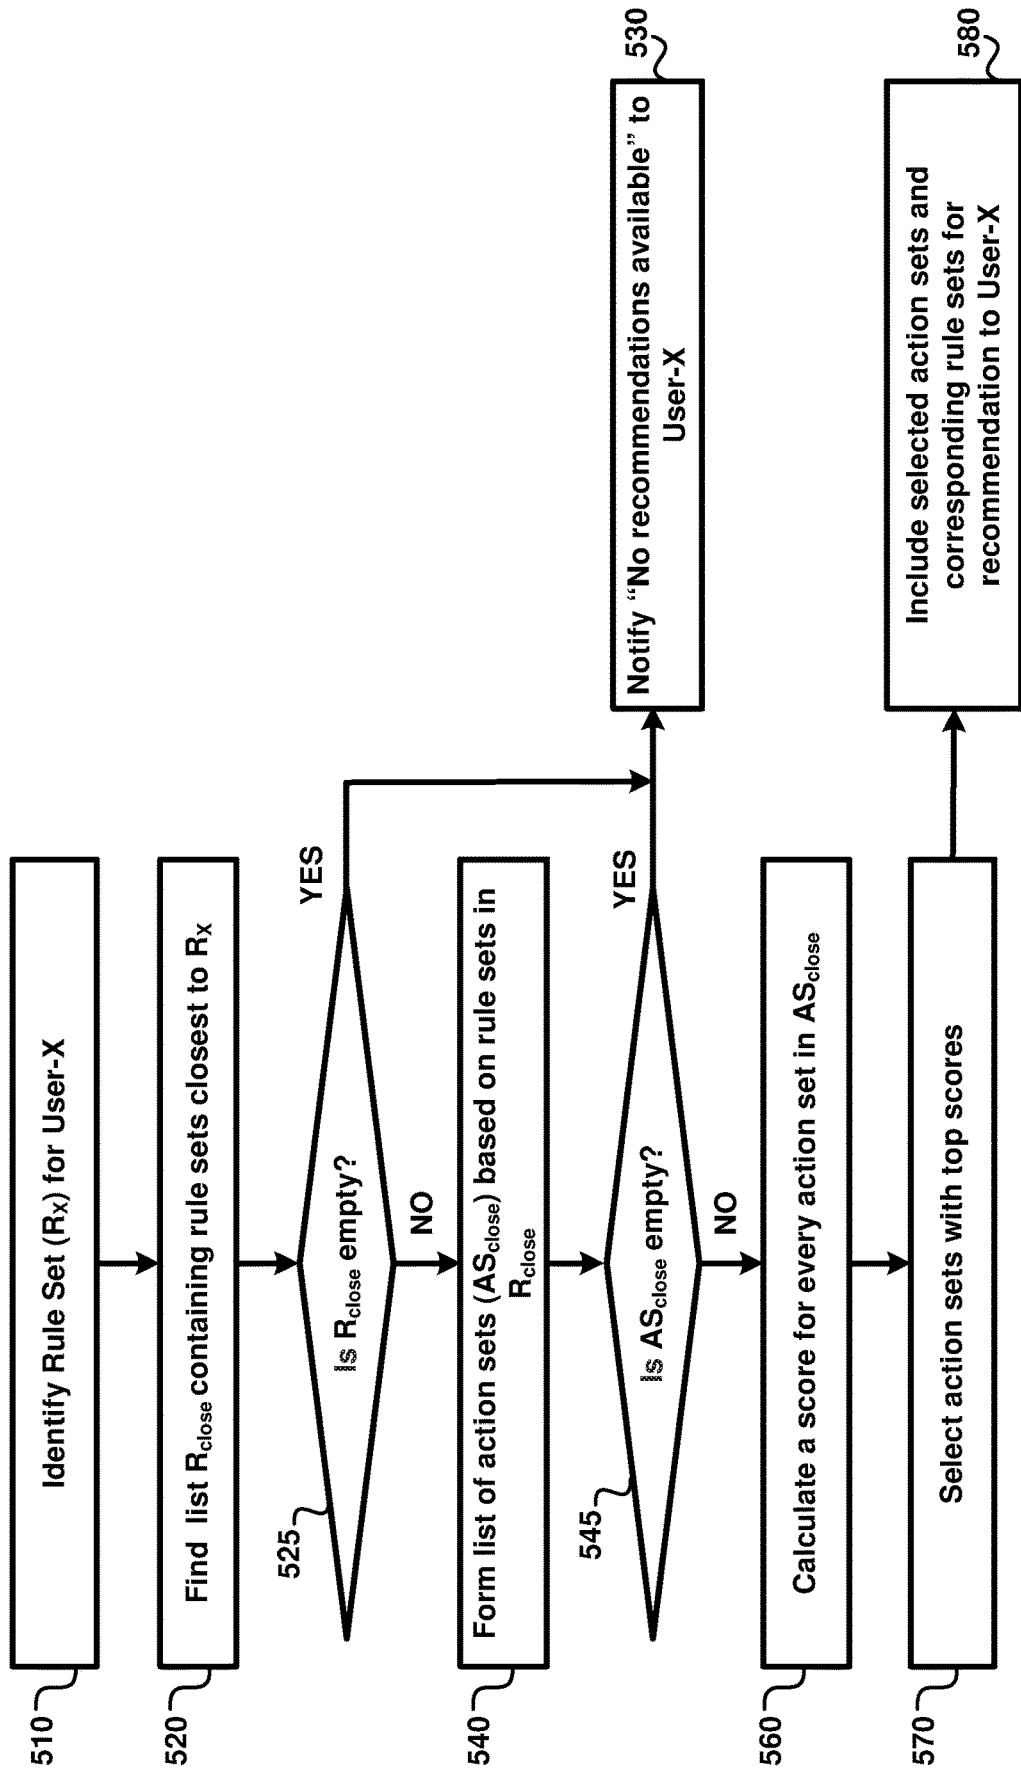 510
Identify Rule Set (RX) for User-X
520
Find list Rclose containing rule sets closest to RX
525
Is Rclose empty?
YES
NO
530
Notify “No recommendations available” to
User-X
540
Form list of action sets (ASclose) based on rule sets in
Rclose
545
Is ASclose empty?
YES
NO
560
Calculate a score for every action set in ASclose
570
Select action sets with top scores
580
Include selected action sets and
corresponding rule sets for
recommendation to User-X